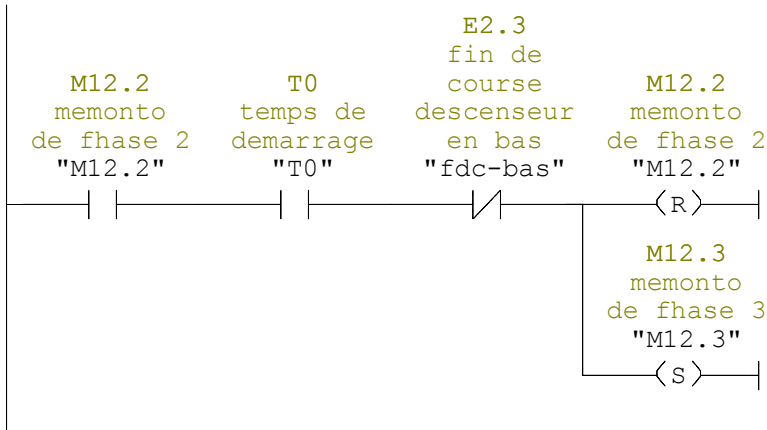 M12.2
memonto
de fhase 2
"M12.2"
T0
temps de
demarrage
"T0"
E2.3
fin de
course
descenseur
en bas
"fdc-bas"
M12.2
memonto
de fhase 2
"M12.2"
R
M12.3
memonto
de fhase 3
"M12.3"
S